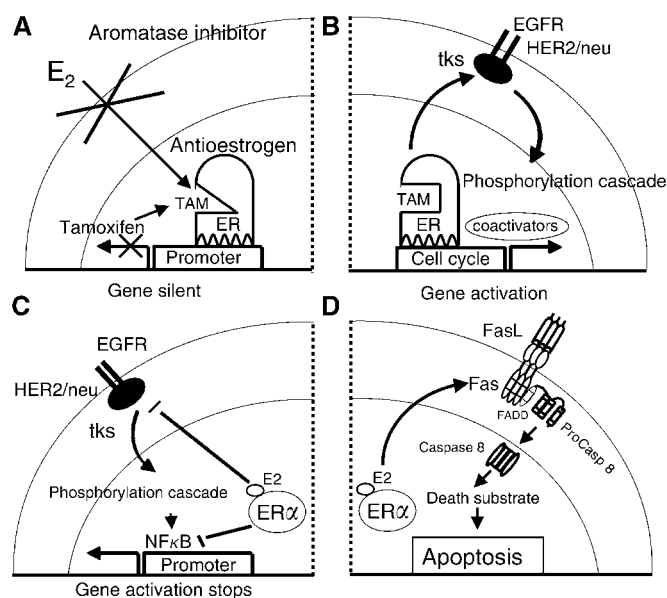 A
Aromatase inhibitor
E2
Antioestrogen
TAM
Tamoxifen
ER
Promoter
Gene silent
B
EGFR
HER2/neu
tks
Phosphorylation cascade
TAM
ER
coactivators
Cell cycle
Gene activation
C
EGFR
HER2/neu
tks
E2
Phosphorylation cascade
ERα
NFκB
Promoter
Gene activation stops
D
FasL
Fas
FADD
ProCasp 8
Caspase 8
E2
ERα
Death substrate
Apoptosis